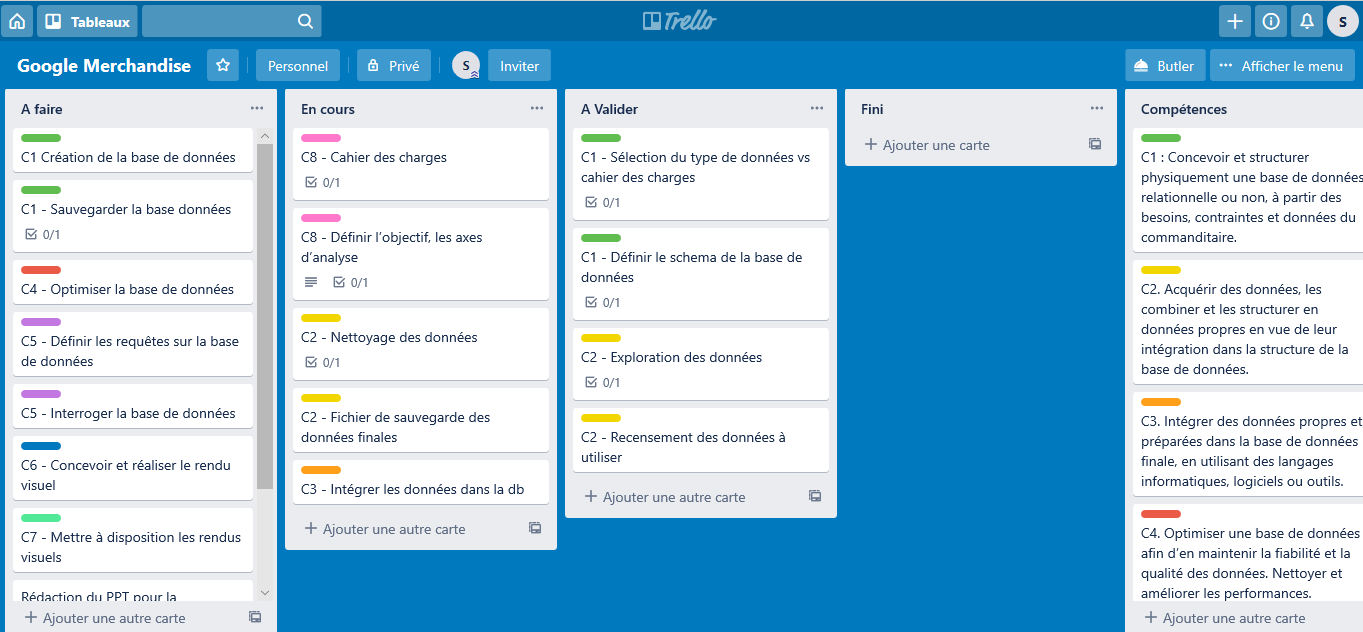 Tableaux
Trello
S
Google Merchandise
Personnel
Privé
S
Inviter
Butler
Afficher le menu
A faire
C1 Création de la base de données
C1 - Sauvegarder la base données
0/1
C4 - Optimiser la base de données
C5 - Définir les requêtes sur la base
de données
C5 - Interroger la base de données
C6 - Concevoir et réaliser le rendu
visuel
C7 - Mettre à disposition les rendus
visuels
Rédaction du PPT pour la
Ajouter une autre carte
En cours
C8 - Cahier des charges
0/1
C8 - Définir l’objectif, les axes
d’analyse
0/1
C2 - Nettoyage des données
0/1
C2 - Fichier de sauvegarde des
données finales
C3 - Intégrer les données dans la db
Ajouter une autre carte
A Valider
C1 - Sélection du type de données vs
cahier des charges
0/1
C1 - Définir le schema de la base de
données
0/1
C2 - Exploration des données
0/1
C2 - Recensement des données à
utiliser
Ajouter une autre carte
Fini
Ajouter une carte
Compétences
C1 : Concevoir et structurer
physiquement une base de données
relationelle ou non, à partir des
besoins, contraintes et données du
commanditaire.
C2. Acquérir des données, les
combiner et les structurer en
données propres en vue de leur
intégration dans la structure de la
base de données.
C3. Intégrer des données propres et
préparées dans la base de données
finale, en utilisant des langages
informatiques, logiciels ou outils.
C4. Optimiser une base de données
afin d’en maintenir la fiabilité et la
qualité des données. Nettoyer et
améliorer les performances.
Ajouter une autre carte